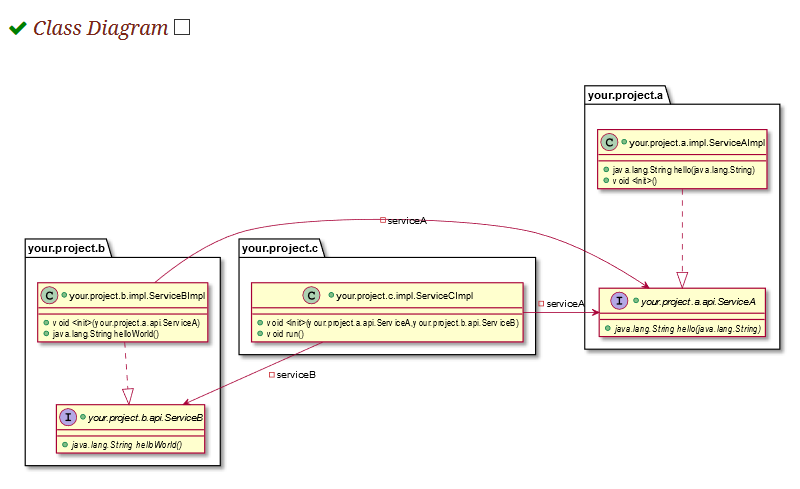 Class Diagram
your.project.a
C your.project.a.impl.ServiceAImpl
java.lang.String hello(java.lang.String)
void <init>()
serviceA
your.project.b
your.project.c
C your.project.b.impl.ServiceBImpl
void <init>(your.project.a.api.ServiceA)
java.lang.String helloWorld()
C your.project.c.impl.ServiceCImpl
void <init>(your.project.a.api.ServiceA,your.project.b.api.ServiceB)
void run()
serviceA
I your.project.a.api.ServiceA
java.lang.String hello(java.lang.String)
serviceB
I your.project.b.api.ServiceB
java.lang.String helloWorld()